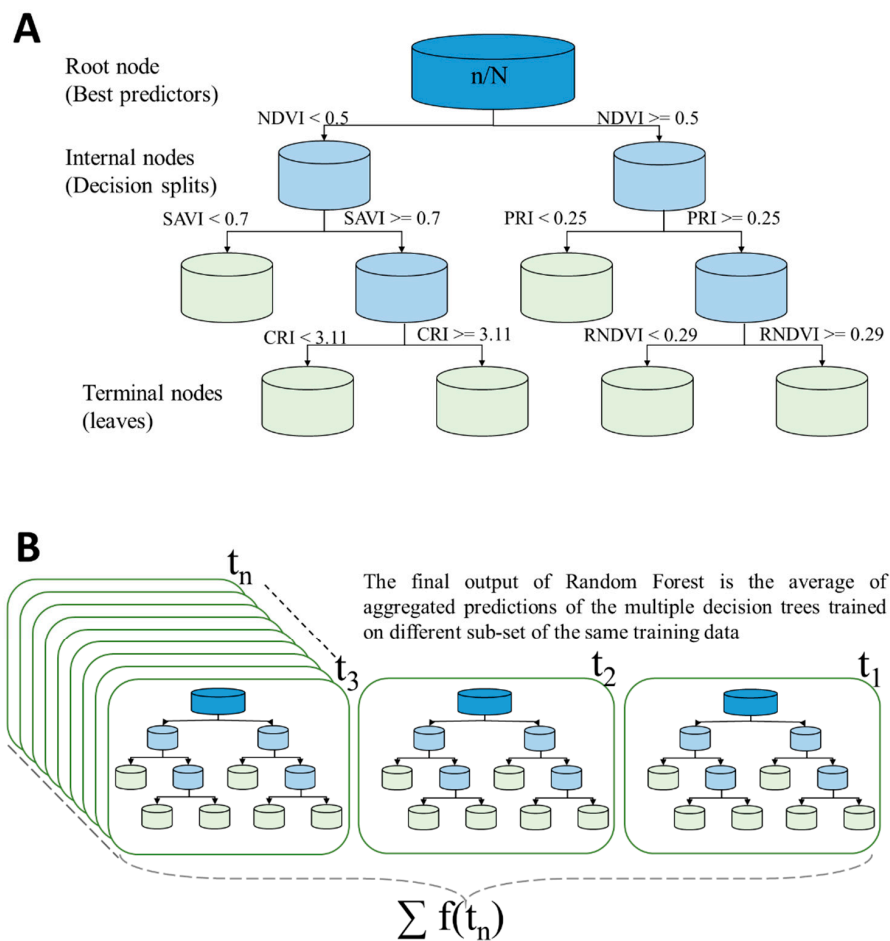 A
Root node
(Best predictors)
n/N
NDVI < 0.5
NDVI >= 0.5
Internal nodes
(Decision splits)
SAVI < 0.7
SAVI >= 0.7
PRI < 0.25
PRI >= 0.25
CRI < 3.11
CRI >= 3.11
RNDVI < 0.29
RNDVI >= 0.29
Terminal nodes
(leaves)
B
tn
The final output of Random Forest is the average of
aggregated predictions of the multiple decision trees trained
on different sub-set of the same training data
t3
t2
t1
∑ f(tn)